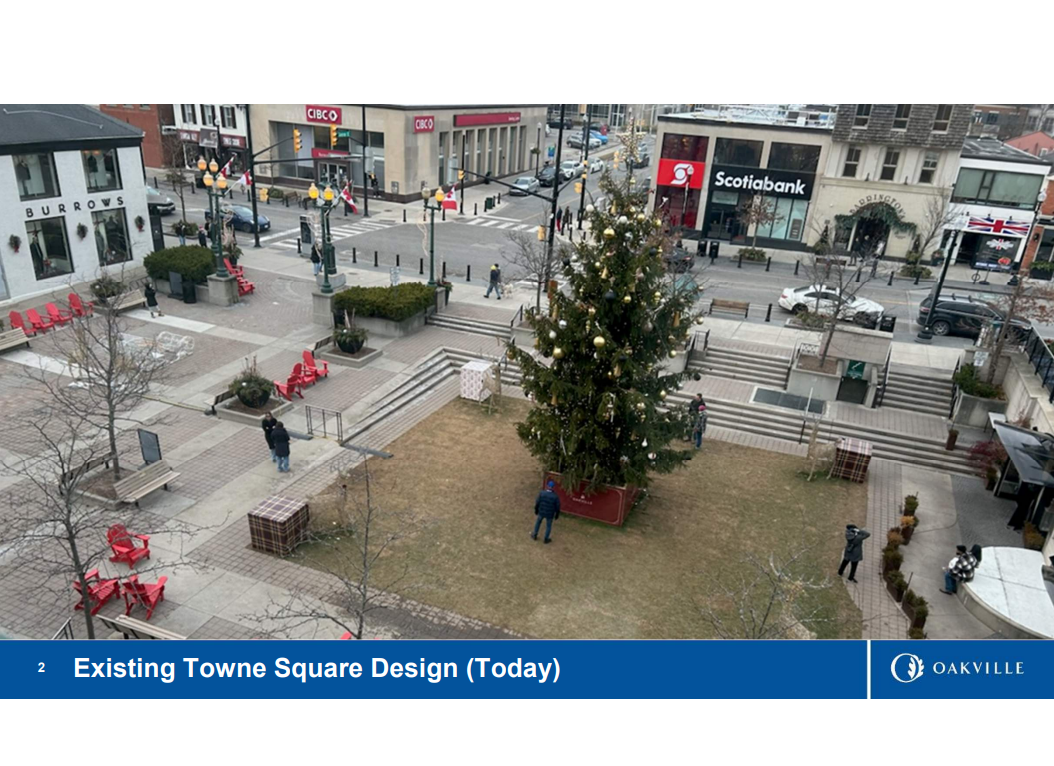 CIBC
CIBC
Scotiabank
BURROWS
2
Existing Towne Square Design (Today)
OAKVILLE